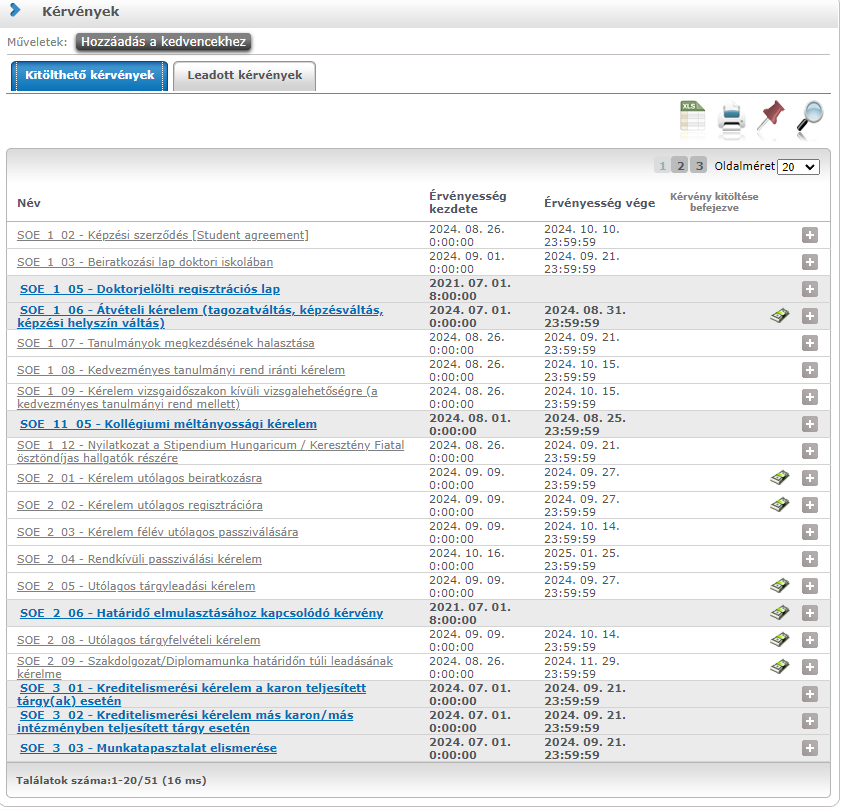 Kérvények
Műveletek: Hozzáadás a kedvencekhez
Kitölthető kérvények Leadott kérvények
XLS
1 2 3 Oldalméret 20
Név Érvényesség kezdete Érvényesség vége Kérvény kitöltése befejezve
SOE_1_02 - Képzési szerződés [Student agreement] 2024. 08. 26. 0:00:00 2024. 10. 10. 23:59:59
SOE_1_03 - Beiratkozási lap doktori iskolában 2024. 09. 01. 0:00:00 2024. 09. 21. 23:59:59
SOE_1_05 - Doktorjelölti regisztrációs lap 2021. 07. 01. 8:00:00
SOE_1_06 - Átvételi kérelem (tagozatváltás, képzésváltás, képzési helyszín váltás) 2024. 07. 01. 0:00:00 2024. 08. 31. 23:59:59
SOE_1_07 - Tanulmányok megkezdésének halasztása 2024. 08. 26. 0:00:00 2024. 09. 21. 23:59:59
SOE_1_08 - Kedvezményes tanulmányi rend iránti kérelem 2024. 08. 26. 0:00:00 2024. 10. 15. 23:59:59
SOE_1_09 - Kérelem vizsgaidőszakon kívüli vizsgalehetőségre (a kedvezményes tanulmányi rend mellett) 2024. 08. 26. 0:00:00 2024. 10. 15. 23:59:59
SOE_11_05 - Kollégiumi méltányossági kérelem 2024. 08. 01. 0:00:00 2024. 08. 25. 23:59:59
SOE_1_12 - Nyilatkozat a Stipendium Hungaricum / Keresztény Fiatal ösztöndíjas hallgatók részére 2024. 08. 26. 0:00:00 2024. 09. 21. 23:59:59
SOE_2_01 - Kérelem utólagos beiratkozásra 2024. 09. 09. 0:00:00 2024. 09. 27. 23:59:59
SOE_2_02 - Kérelem utólagos regisztrációra 2024. 09. 09. 0:00:00 2024. 09. 27. 23:59:59
SOE_2_03 - Kérelem félév utólagos passziválására 2024. 09. 09. 0:00:00 2024. 10. 14. 23:59:59
SOE_2_04 - Rendkívüli passziválási kérelem 2024. 10. 16. 0:00:00 2025. 01. 25. 23:59:59
SOE_2_05 - Utólagos tárgyleadási kérelem 2024. 09. 09. 0:00:00 2024. 09. 27. 23:59:59
SOE_2_06 - Határidő elmulasztásához kapcsolódó kérvény 2021. 07. 01. 8:00:00
SOE_2_08 - Utólagos tárgyfelvételi kérelem 2024. 09. 09. 0:00:00 2024. 10. 14. 23:59:59
SOE_2_09 - Szakdolgozat/Diplomamunka határidőn túli leadásának kérelme 2024. 08. 26. 0:00:00 2024. 11. 29. 23:59:59
SOE_3_01 - Kreditelismerési kérelem a karon teljesített tárgy(ak) esetén 2024. 07. 01. 0:00:00 2024. 09. 21. 23:59:59
SOE_3_02 - Kreditelismerési kérelem más karon/más intézményben teljesített tárgy esetén 2024. 07. 01. 0:00:00 2024. 09. 21. 23:59:59
SOE_3_03 - Munkatapasztalat elismerése 2024. 07. 01. 0:00:00 2024. 09. 21. 23:59:59
Találatok száma:1-20/51 (16 ms)